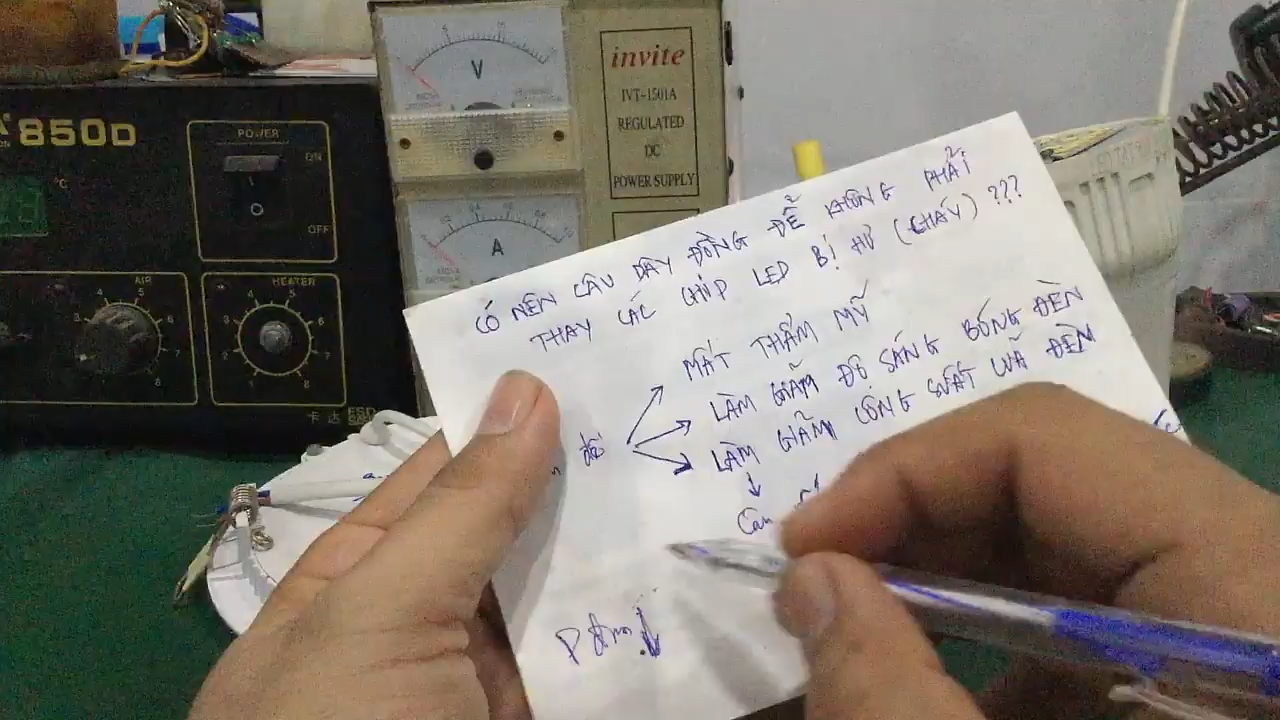 850D
POWER
ON
OFF
°C
AIR
HEATER
V
A
invite
IVT-1501A
REGULATED
DC
POWER SUPPLY
CÓ NÊN CÂU DÂY ĐỒNG ĐỂ KHÔNG PHẢI
THAY CÁC CHIP LED BỊ HƯ (CHÁY) ???
MẤT THẨM MỸ
LÀM GIẢM ĐỘ SÁNG BÓNG ĐÈN
LÀM GIẢM CÔNG SUẤT CỦA ĐÈN
P đèn ↓